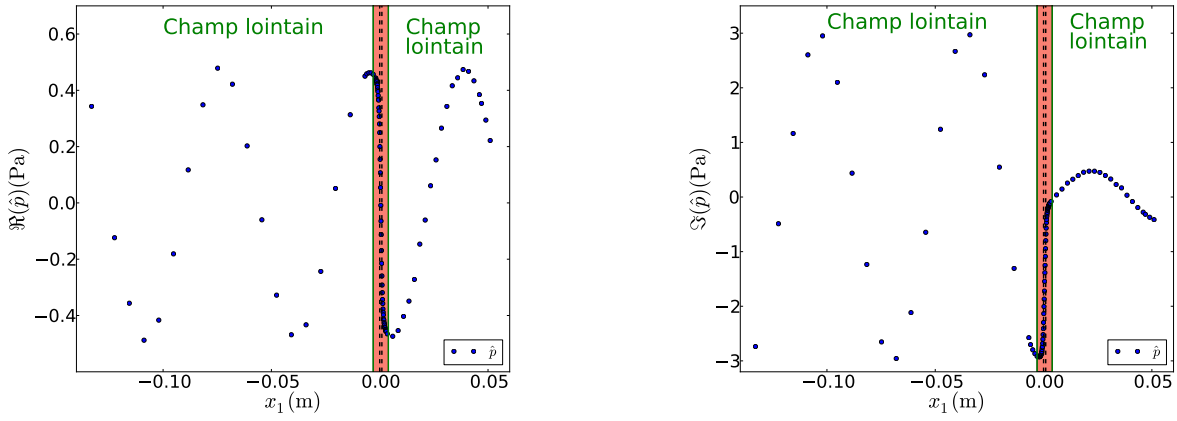 Champ lointain
Champ
lointain
0.6
0.4
0.2
0.0
−0.2
−0.4
ℜ(p̂)(Pa)
p̂
−0.10
−0.05
0.00
0.05
x₁(m)
Champ lointain
Champ
lointain
3
2
1
0
−1
−2
−3
ℑ(p̂)(Pa)
p̂
−0.10
−0.05
0.00
0.05
x₁(m)